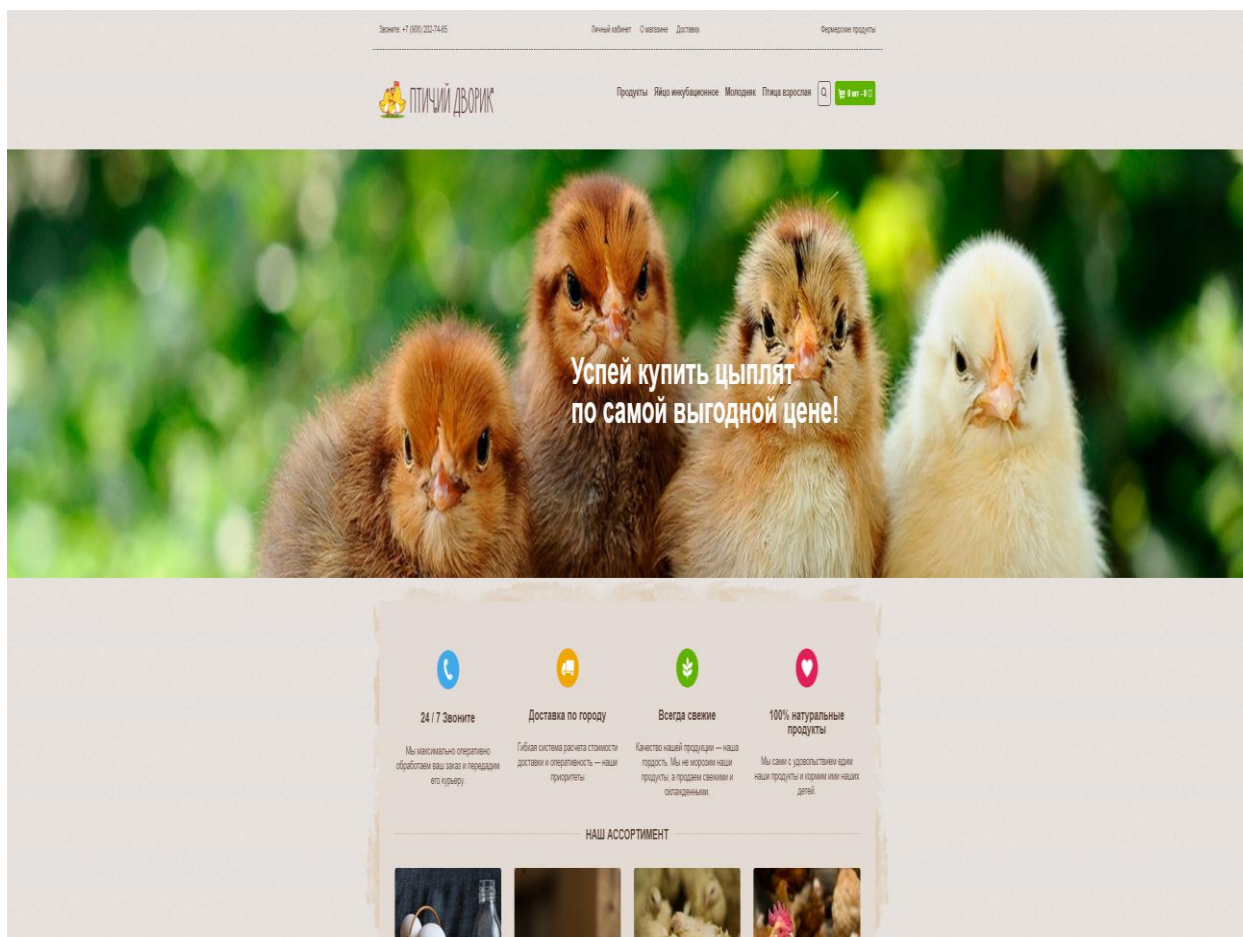 Звоните: +7 (908) 202-74-65
Личный кабинет О магазине Доставка
Фермерские продукты
ПТИЧИЙ ДВОРИК
Продукты Яйцо инкубационное Молодняк Птица взрослая
0 шт - 0
Успей купить цыплят
по самой выгодной цене!
24 / 7 Звоните
Мы максимально оперативно
обработаем ваш заказ и передадим
его курьеру.
Доставка по городу
Гибкая система расчета стоимости
доставки и оперативность — наши
приоритеты
Всегда свежие
Качество нашей продукции — наша
гордость. Мы не морозим наши
продукты, а продаем свежими и
охлажденными.
100% натуральные
продукты
Мы сами с удовольствием едим
наши продукты и кормим ими наших
детей.
НАШ АССОРТИМЕНТ